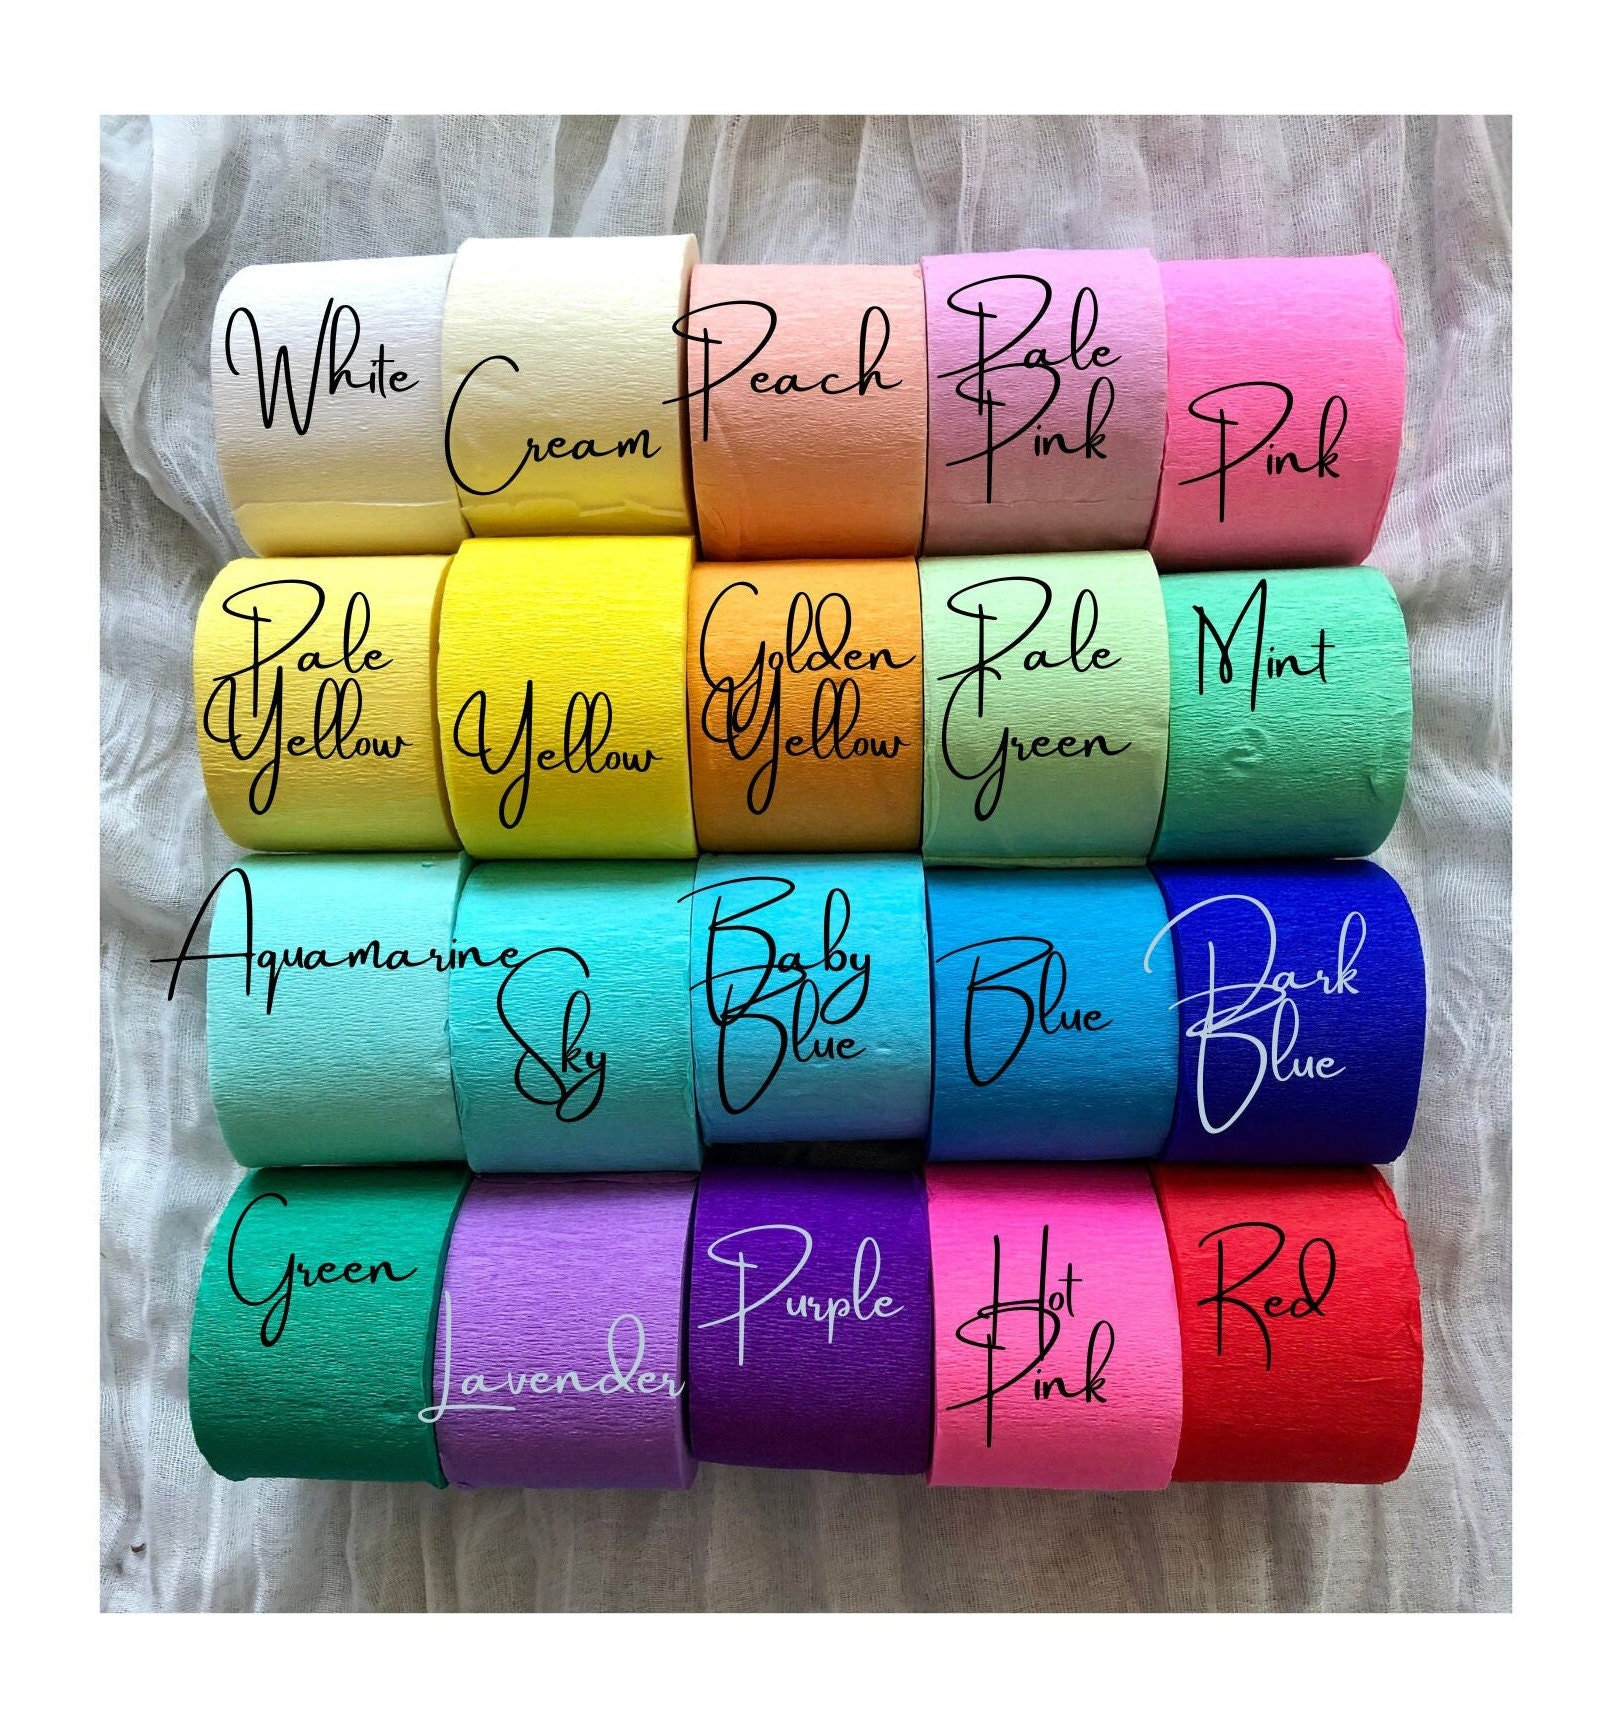 White
Cream
Peach
Pale
Pink
Pink
Pale
Yellow
Yellow
Golden
Yellow
Pale
Green
Mint
Aquamarine
Sky
Baby
Blue
Blue
Dark
Blue
Green
Lavender
Purple
Hot
Pink
Red